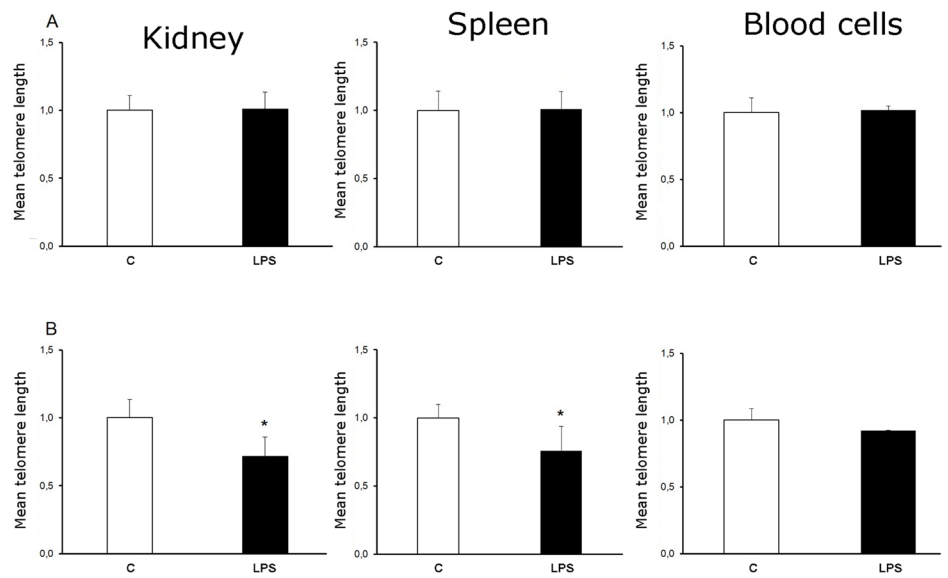 A
Kidney
Spleen
Blood cells
Mean telomere length
1,5
1,0
0,5
0,0
C
LPS
Mean telomere length
1,5
1,0
0,5
0,0
C
LPS
Mean telomere length
1,5
1,0
0,5
0,0
C
LPS
B
Mean telomere length
1,5
1,0
0,5
0,0
*
C
LPS
Mean telomere length
1,5
1,0
0,5
0,0
*
C
LPS
Mean telomere length
1,5
1,0
0,5
0,0
C
LPS